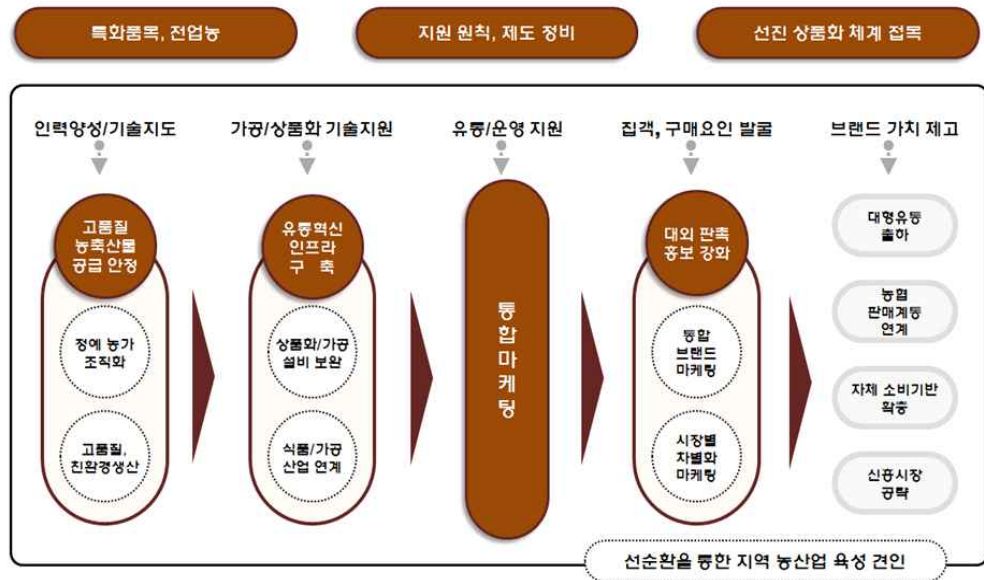 특화품목, 전업농
지원 원칙, 제도 정비
선진 상품화 체계 접목
인력양성/기술지도
가공/상품화 기술지원
유통/운영 지원
집객, 구매요인 발굴
브랜드 가치 제고
고품질
농축산물
공급 안정
정예 농가
조직화
고품질,
친환경생산
유통혁신
인프라
구 축
상품화/가공
설비 보완
식품/가공
산업 연계
통
합
마
케
팅
대외 판촉
홍보 강화
통합
브랜드
마케팅
시장별
차별화
마케팅
대형유통
출하
농협
판매계통
연계
자체 소비기반
확충
신흥시장
공략
선순환을 통한 지역 농산업 육성 견인